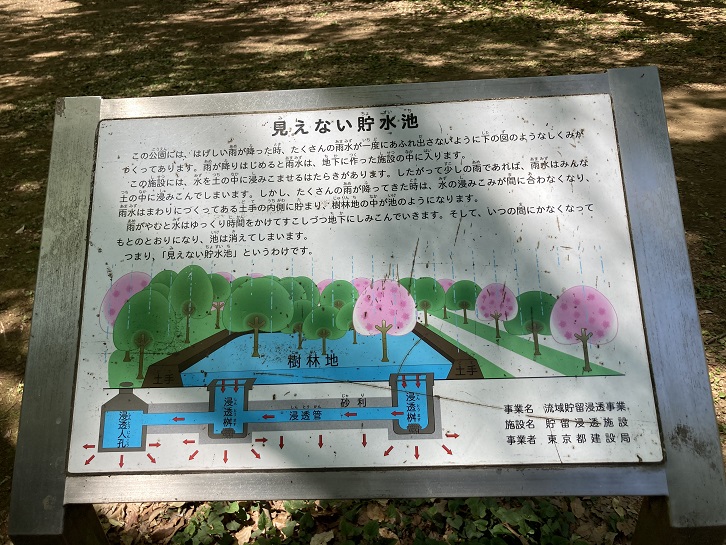 見えない貯水池
この公園には、はげしい雨が降った時、たくさんの雨水が一度にあふれ出さないように下の図のようなしくみが
つくってあります。雨が降りはじめると雨水は、地下に作った施設の中に入ります。
この施設には、水を土の中に浸みこませるはたらきがあります。したがって少しの雨であれば、雨水はみんな
土の中に浸みこんでしまいます。しかし、たくさんの雨が降ってきた時は、水の浸みこみが間に合わなくなり、
雨水はまわりにつくってある土手の内側に貯まり、樹林地の中が池のようになります。
雨がやむと水はゆっくり時間をかけてすこしづつ地下にしみこんでいきます。そして、いつの間にかなくなって
もとのとおりになり、池は消えてしまいます。
つまり、「見えない貯水池」というわけです。
樹林地
土手
土手
砂利
浸透人孔
浸透桝
浸透管
浸透桝
事業名 流域貯留浸透事業
施設名 貯留浸透施設
事業者 東京都建設局